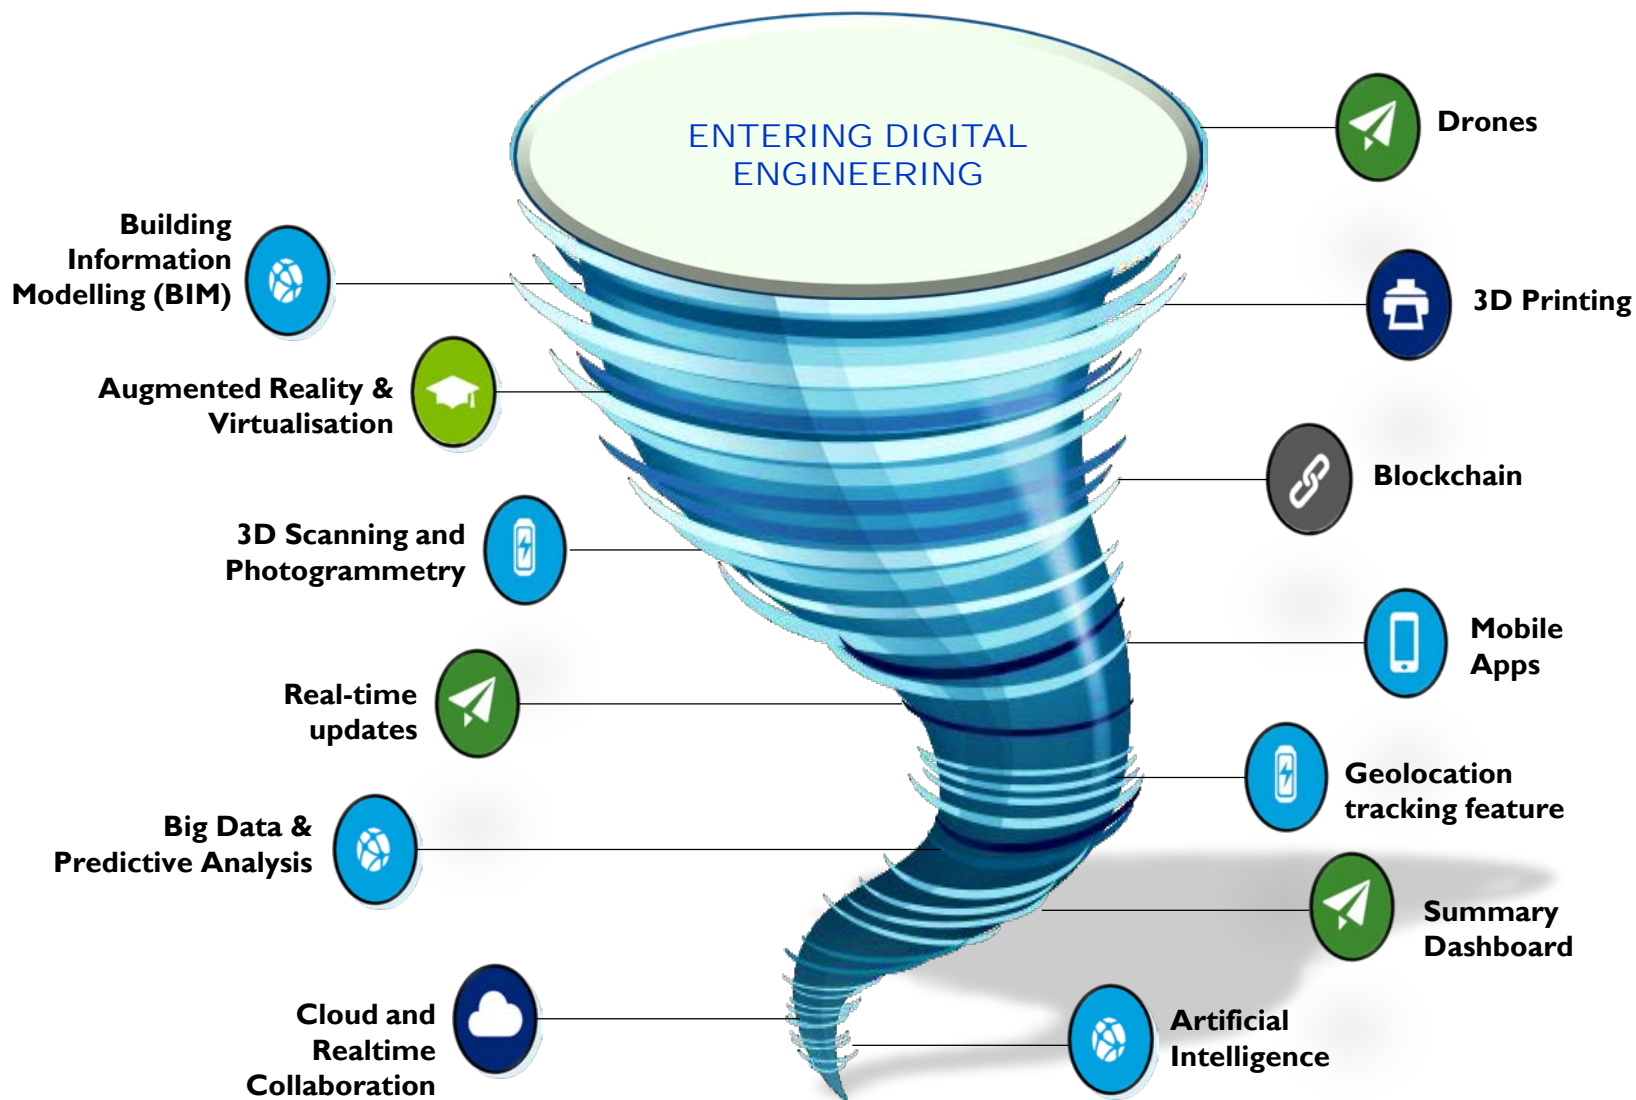 ENTERING DIGITAL
ENGINEERING
Drones
Building
Information
Modelling (BIM)
3D Printing
Augmented Reality &
Virtualisation
Blockchain
3D Scanning and
Photogrammetry
Mobile
Apps
Real-time
updates
Geolocation
tracking feature
Big Data &
Predictive Analysis
Summary
Dashboard
Cloud and
Realtime
Collaboration
Artificial
Intelligence